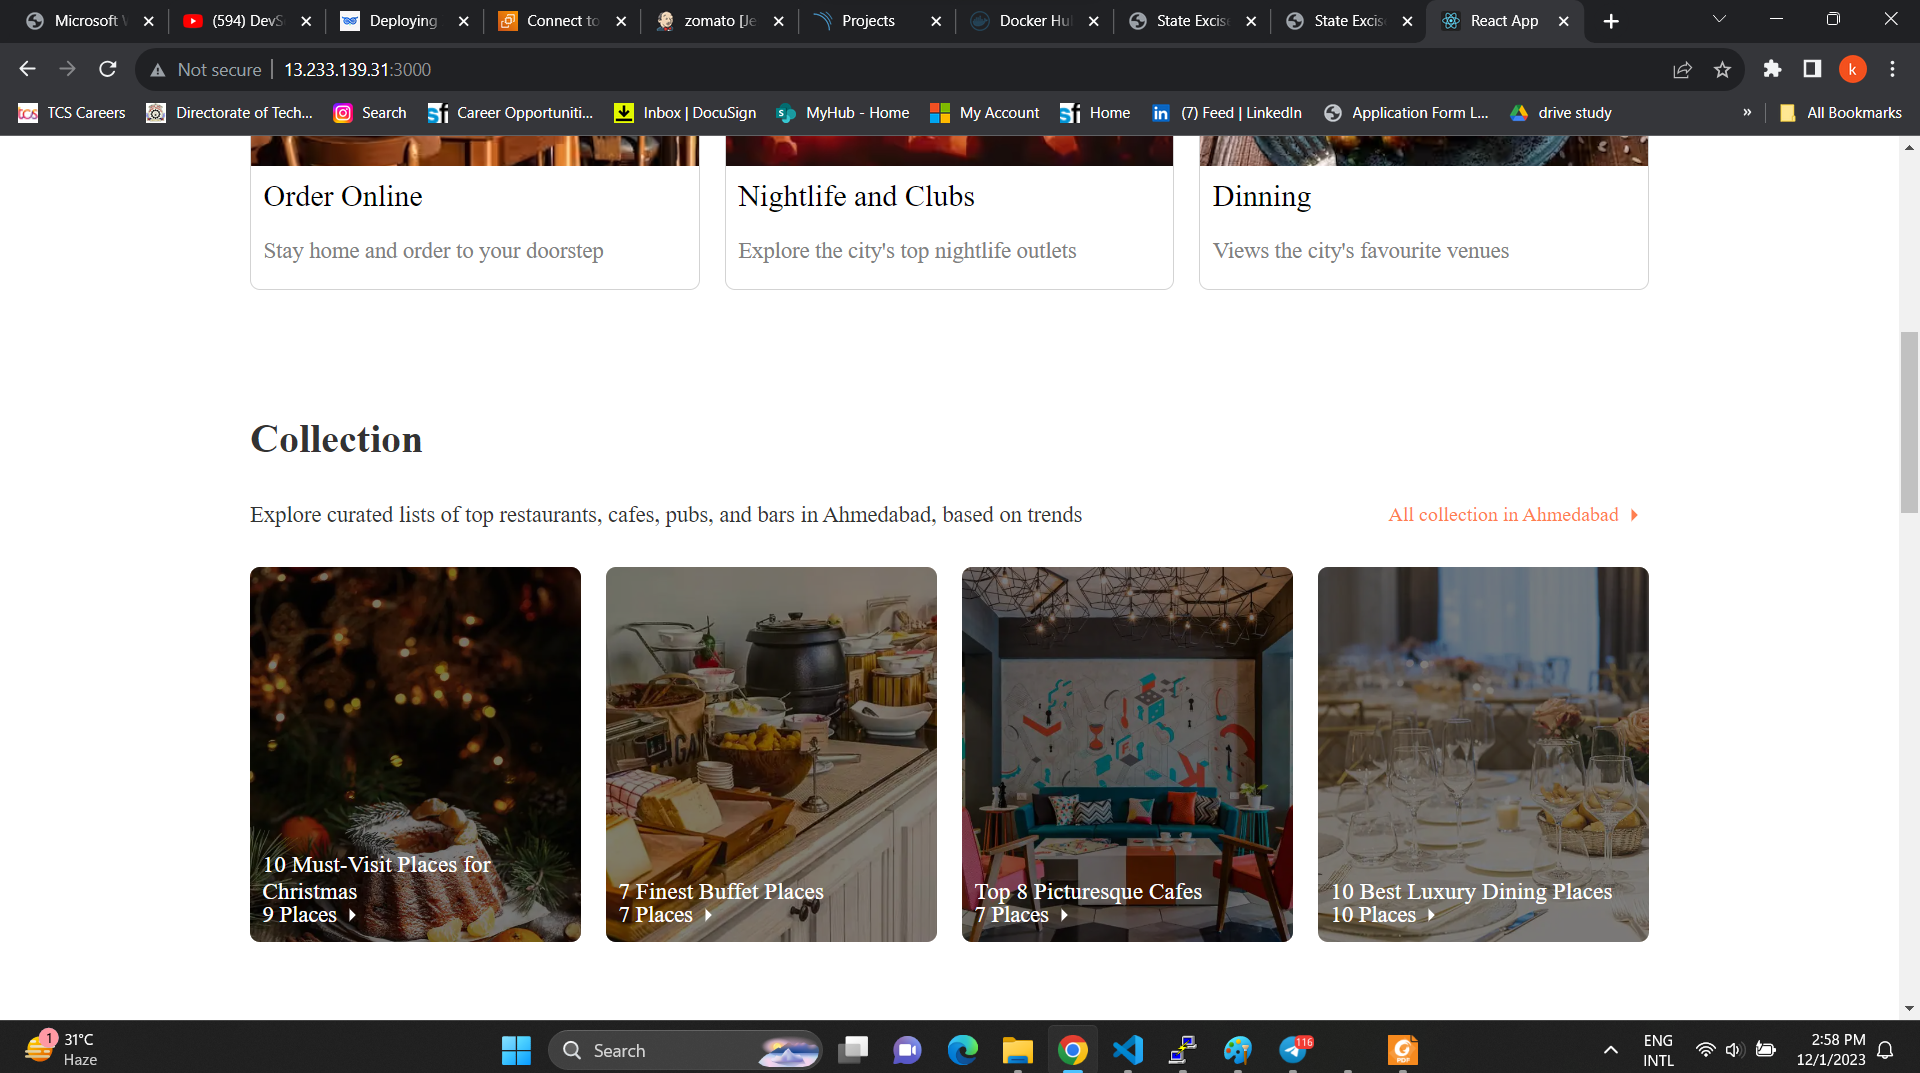 Microsoft V
(594) DevS
Deploying
Connect to
zomato [Je
Projects
Docker Hu
State Excise
State Excise
React App
Not secure 13.233.139.31:3000
k
TCS Careers
Directorate of Tech...
Search
Career Opportuniti...
Inbox | DocuSign
MyHub - Home
My Account
Home
(7) Feed | LinkedIn
Application Form L...
drive study
»
All Bookmarks
Order Online
Stay home and order to your doorstep
Nightlife and Clubs
Explore the city's top nightlife outlets
Dinning
Views the city's favourite venues
Collection
Explore curated lists of top restaurants, cafes, pubs, and bars in Ahmedabad, based on trends
All collection in Ahmedabad
10 Must-Visit Places for
Christmas
9 Places
7 Finest Buffet Places
7 Places
Top 8 Picturesque Cafes
7 Places
10 Best Luxury Dining Places
10 Places
1
31°C
Haze
Search
116
PDF
ENG
INTL
2:58 PM
12/1/2023